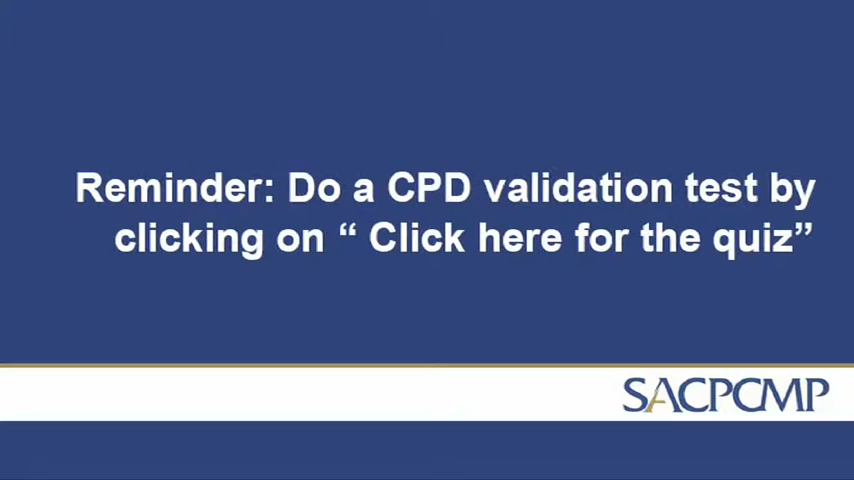 Reminder: Do a CPD validation test by
clicking on “ Click here for the quiz”
SACPCMP